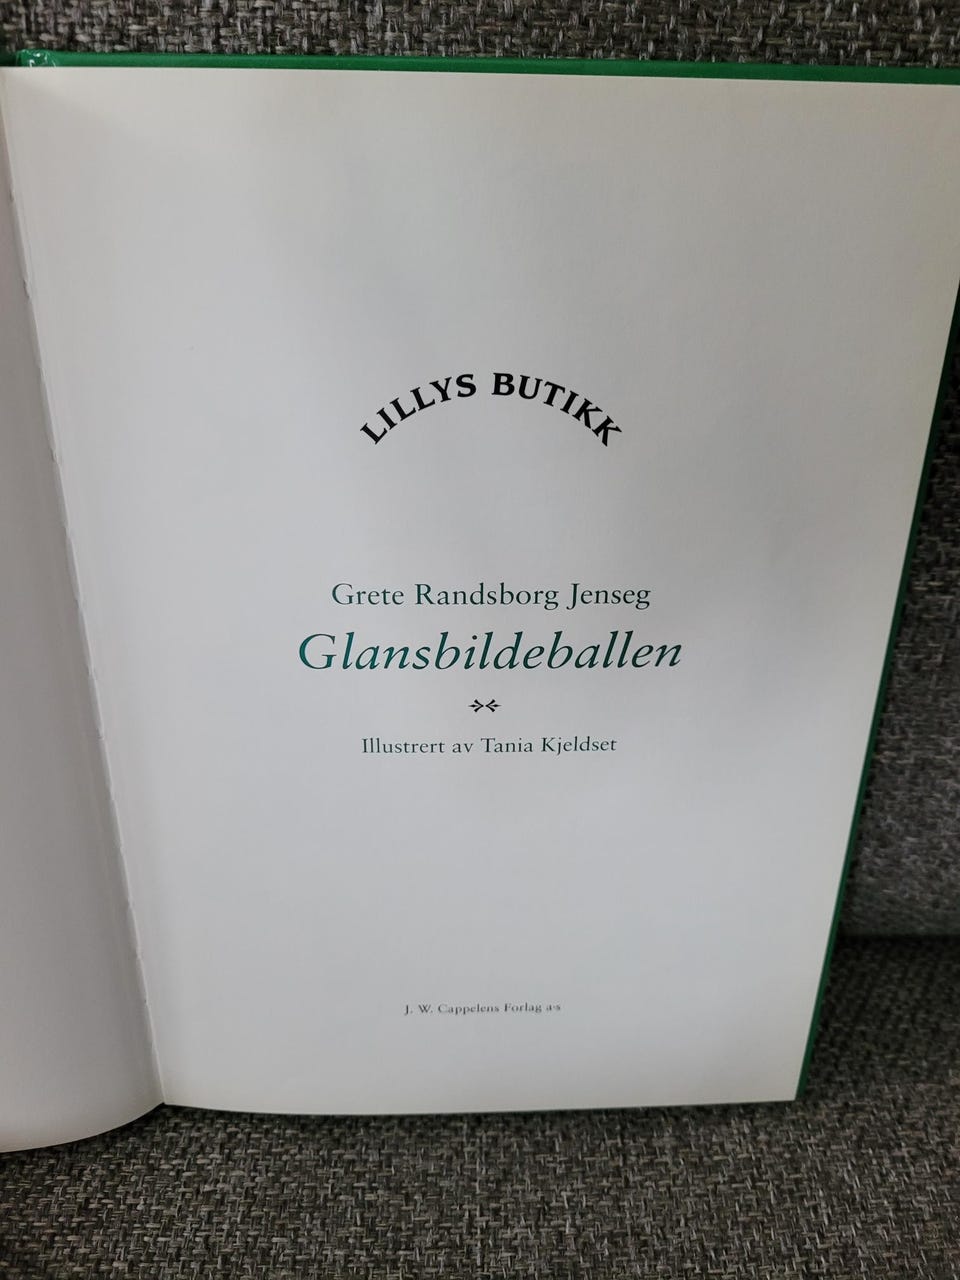 LILLYS BUTIKK
Grete Randsborg Jenseg
Glansbildeballen
Illustrert av Tania Kjeldset
J. W. Cappelens Forlag a·s